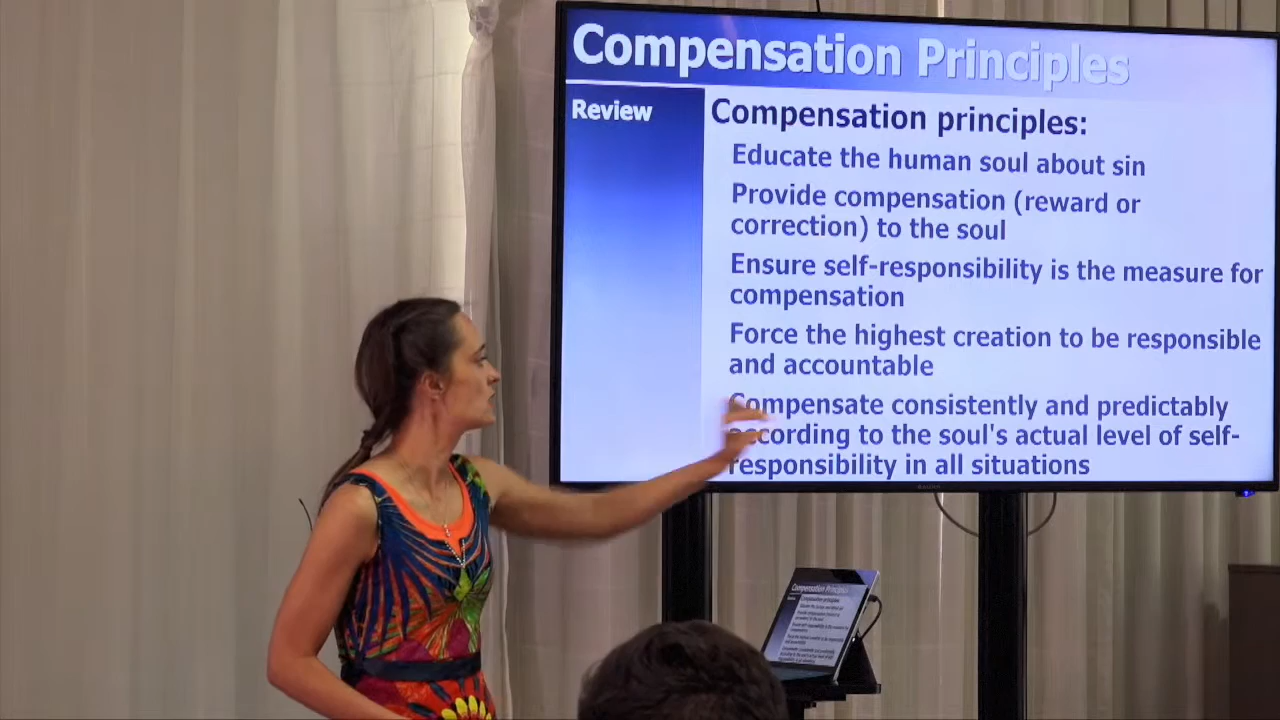 Compensation Principles
Review
Compensation principles:
Educate the human soul about sin
Provide compensation (reward or
correction) to the soul
Ensure self-responsibility is the measure for
compensation
Force the highest creation to be responsible
and accountable
Compensate consistently and predictably
according to the soul's actual level of self-
responsibility in all situations
Compensation Principles